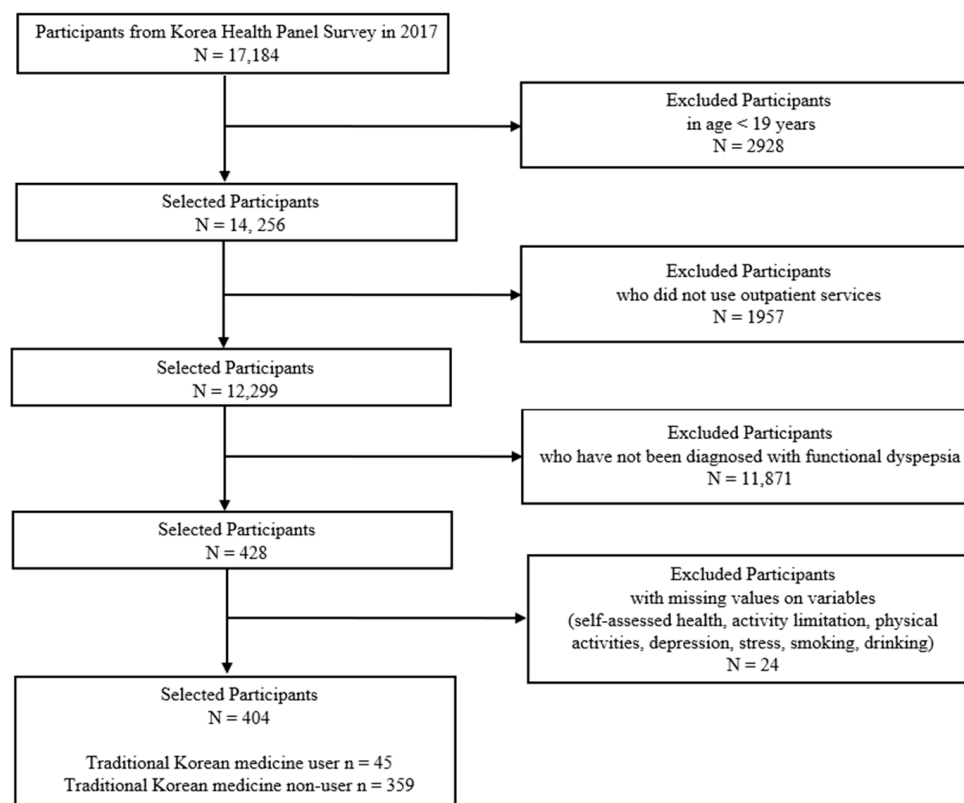 Participants from Korea Health Panel Survey in 2017
N = 17,184
Excluded Participants
in age < 19 years
N = 2928
Selected Participants
N = 14, 256
Excluded Participants
who did not use outpatient services
N = 1957
Selected Participants
N = 12,299
Excluded Participants
who have not been diagnosed with functional dyspepsia
N = 11,871
Selected Participants
N = 428
Excluded Participants
with missing values on variables
(self-assessed health, activity limitation, physical
activities, depression, stress, smoking, drinking)
N = 24
Selected Participants
N = 404
Traditional Korean medicine user n = 45
Traditional Korean medicine non-user n = 359